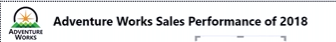 Adventure Works Sales Performance of 2018
ADVENTURE
WORKS